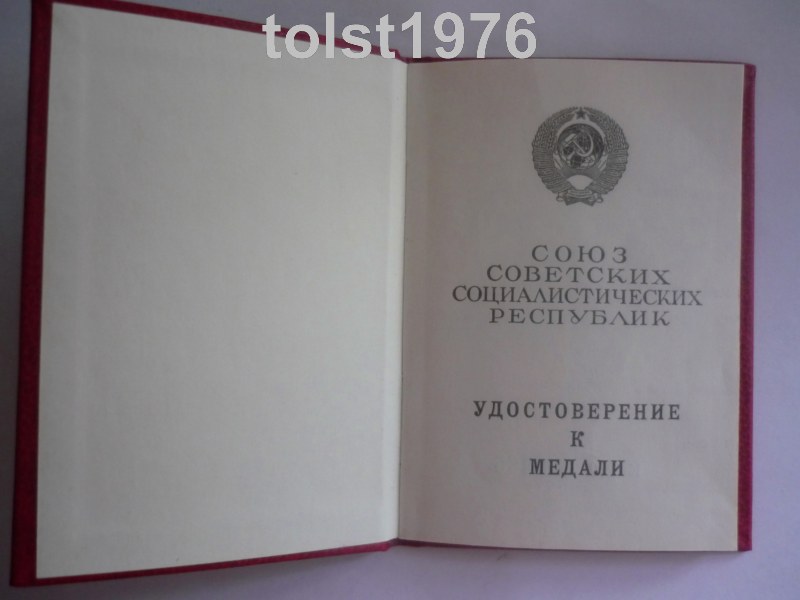 tolst1976
СОЮЗ
СОВЕТСКИХ
СОЦИАЛИСТИЧЕСКИХ
РЕСПУБЛИК
УДОСТОВЕРЕНИЕ
К
МЕДАЛИ